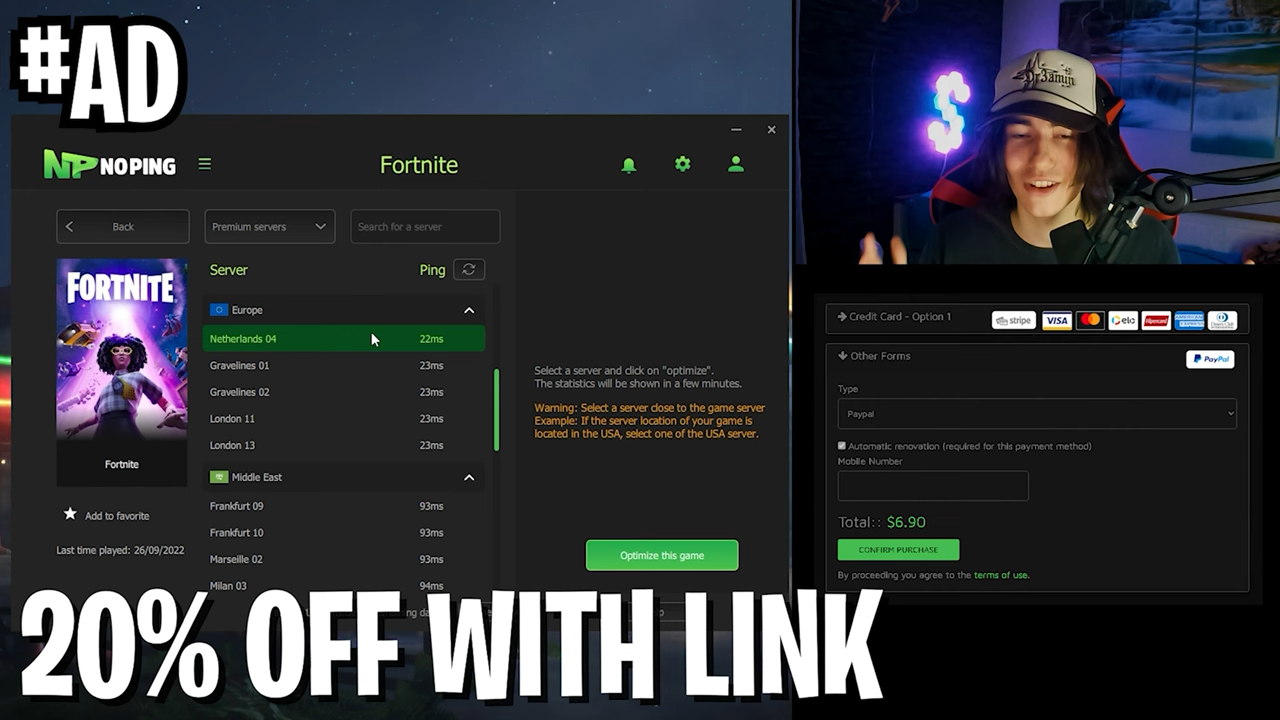 #AD
NP NOPING
Fortnite
Back
Premium servers
Search for a server
Server
Ping
Europe
Netherlands 04 22ms
Gravelines 01 23ms
Gravelines 02 23ms
London 11 23ms
London 13 23ms
Middle East
Frankfurt 09 93ms
Frankfurt 10 93ms
Marseille 02 93ms
Milan 03 94ms
FORTNITE
Fortnite
Add to favorite
Last time played: 26/09/2022
Select a server and click on "optimize".
The statistics will be shown in a few minutes.
Warning: Select a server close to the game server
Example: If the server location of your game is
located in the USA, select one of the USA server.
Optimize this game
20% OFF WITH LINK
Dr3amin
S
Credit Card - Option 1
stripe VISA elo Hipercard AMERICAN EXPRESS Diners Club
Other Forms
PayPal
Type
Paypal
Automatic renovation (required for this payment method)
Mobile Number
Total:: $6.90
CONFIRM PURCHASE
By proceeding you agree to the terms of use.